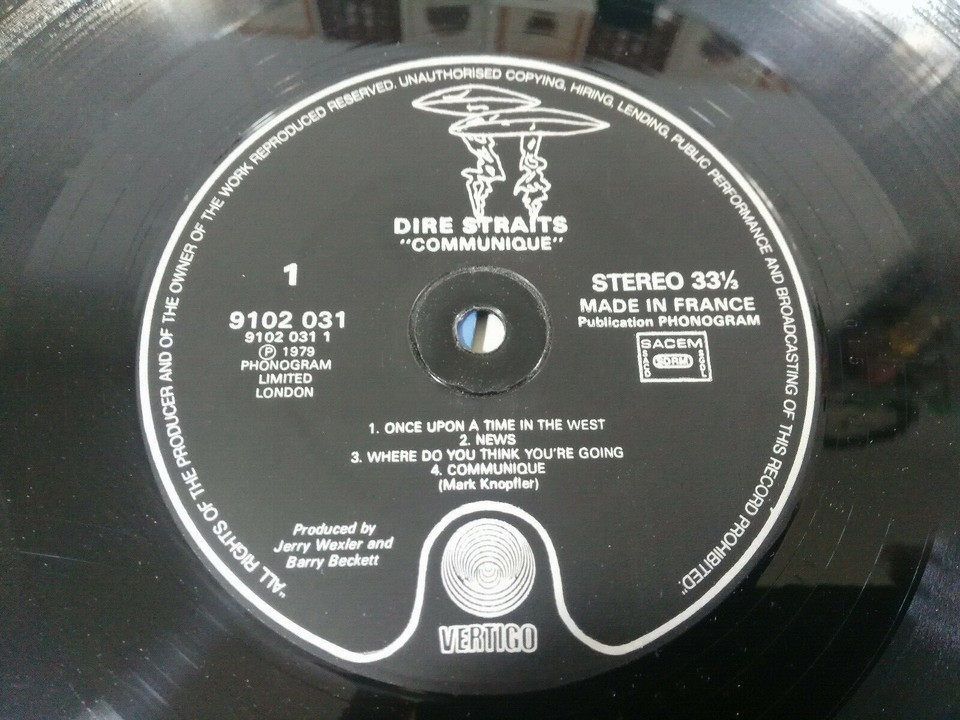 "ALL RIGHTS OF THE PRODUCER AND OF THE OWNER OF THE WORK REPRODUCED RESERVED. UNAUTHORISED COPYING, HIRING, LENDING, PUBLIC PERFORMANCE AND BROADCASTING OF THIS RECORD PROHIBITED".
DIRE STRAITS
"COMMUNIQUE"
1
9102 031
9102 031 1
Ⓟ 1979
PHONOGRAM
LIMITED
LONDON
STEREO 33⅓
MADE IN FRANCE
Publication PHONOGRAM
SACEM
SACD
SDRM
SGDL
1. ONCE UPON A TIME IN THE WEST
2. NEWS
3. WHERE DO YOU THINK YOU'RE GOING
4. COMMUNIQUE
(Mark Knopfler)
Produced by
Jerry Wexler and
Barry Beckett
VERTIGO